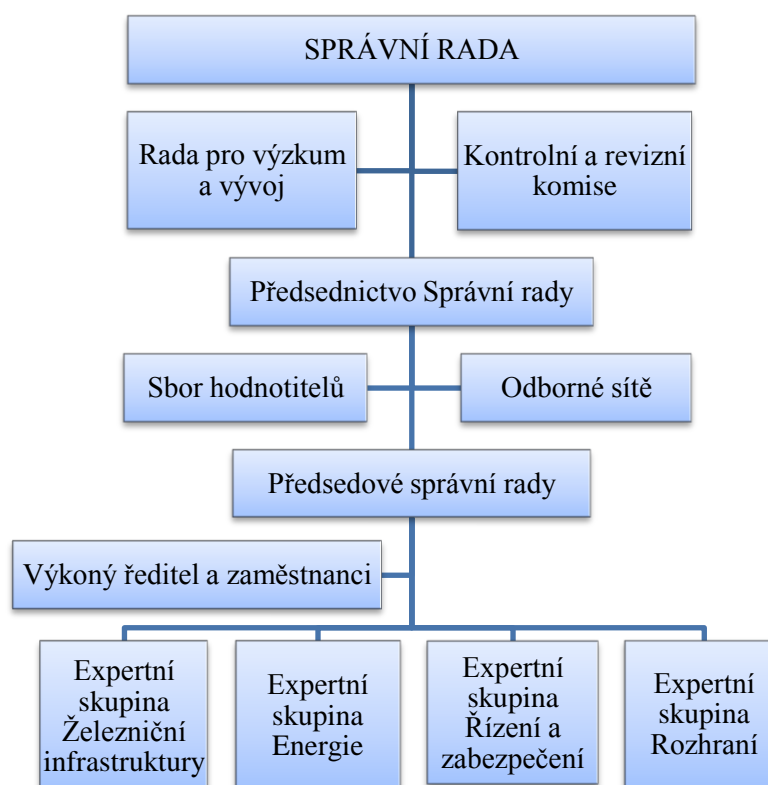 SPRÁVNÍ RADA
Rada pro výzkum
a vývoj
Kontrolní a revizní
komise
Předsednictvo Správní rady
Sbor hodnotitelů
Odborné sítě
Předsedové správní rady
Výkoný ředitel a zaměstnanci
Expertní
skupina
Železniční
infrastruktury
Expertní
skupina
Energie
Expertní
skupina
Řízení a
zabezpečení
Expertní
skupina
Rozhraní